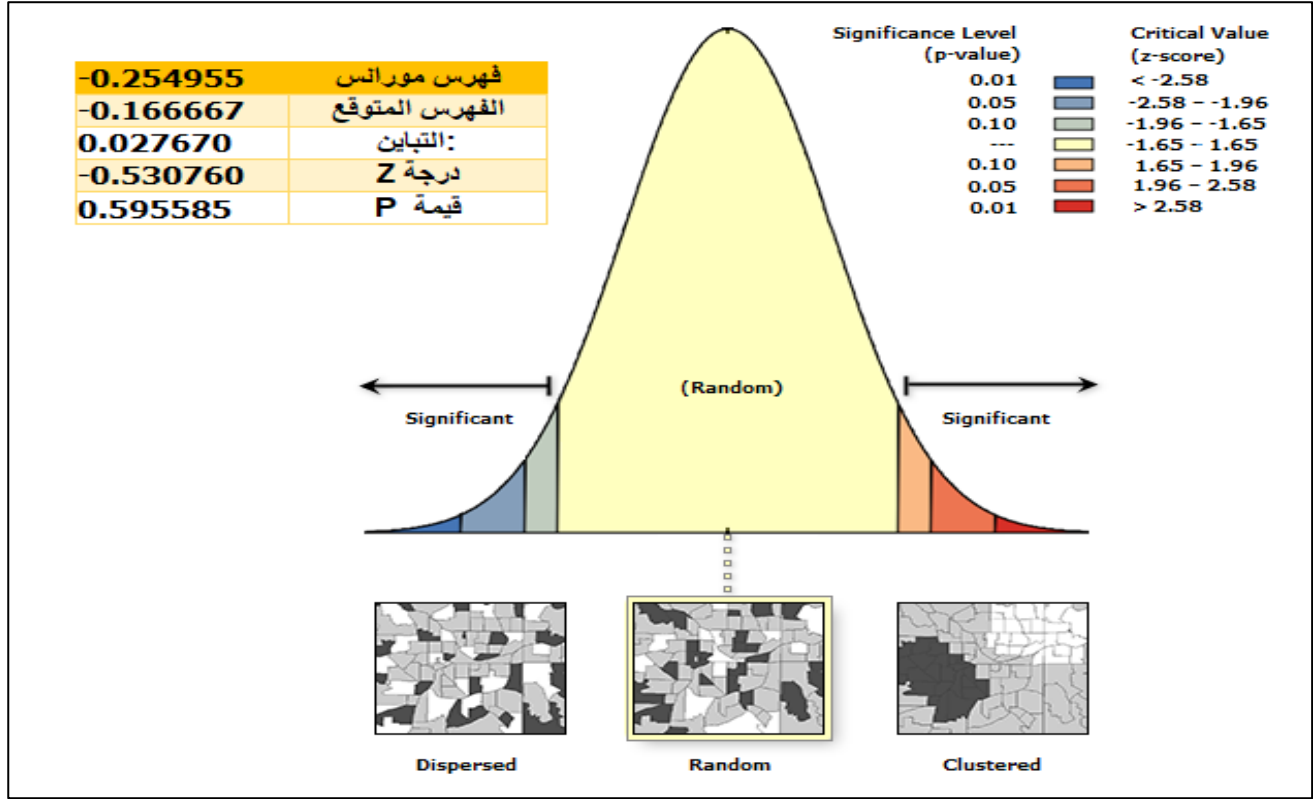 -0.254955 فهرس مورانس
-0.166667 الفهرس المتوقع
0.027670 :التباين
-0.530760 درجة Z
0.595585 قيمة P
Significance Level (p-value)
Critical Value (z-score)
0.01 < -2.58
0.05 -2.58 – -1.96
0.10 -1.96 – -1.65
--- -1.65 – 1.65
0.10 1.65 – 1.96
0.05 1.96 – 2.58
0.01 > 2.58
(Random)
Significant
Significant
Dispersed
Random
Clustered